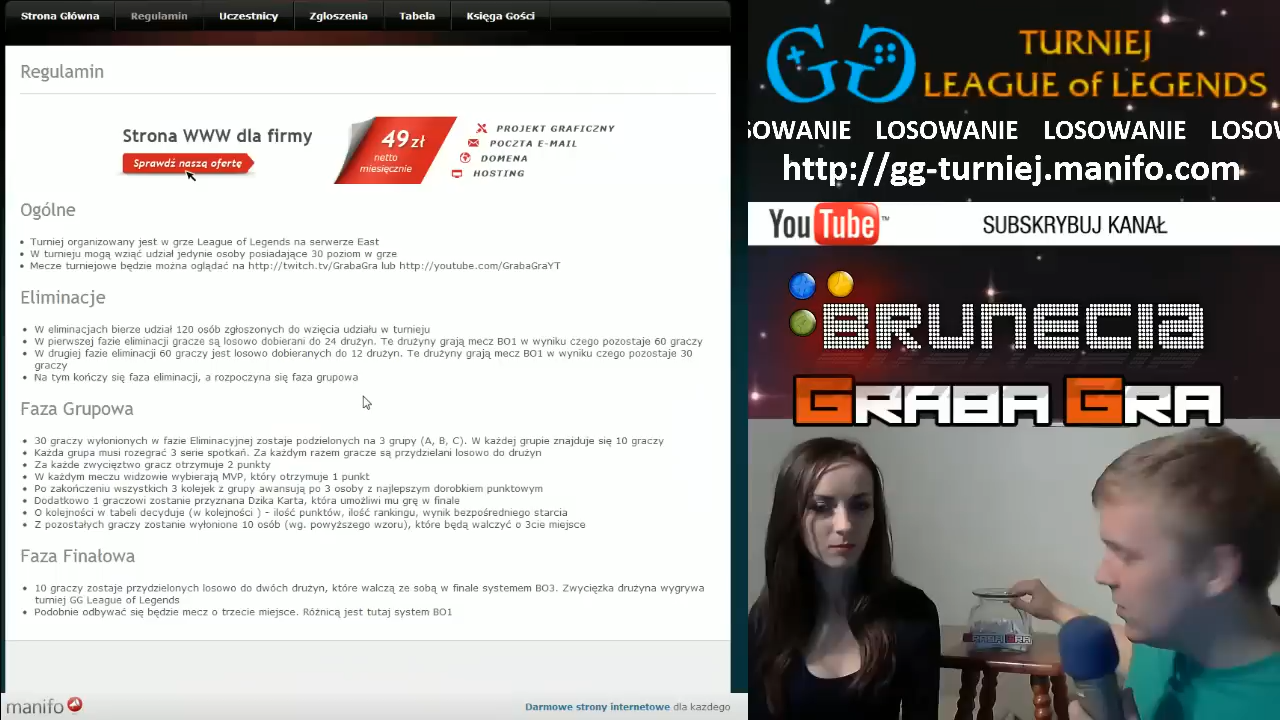 Strona Główna Regulamin Uczestnicy Zgłoszenia Tabela Księga Gości
Regulamin
Strona WWW dla firmy
Sprawdź naszą ofertę
49 zł
netto
miesięcznie
PROJEKT GRAFICZNY
POCZTA E-MAIL
DOMENA
HOSTING
Ogólne
Turniej organizowany jest w grze League of Legends na serwerze East
W turnieju mogą wziąć udział jedynie osoby posiadające 30 poziom w grze
Mecze turniejowe będzie można oglądać na http://twitch.tv/GrabaGra lub http://youtube.com/GrabaGraYT
Eliminacje
W eliminacjach bierze udział 120 osób zgłoszonych do wzięcia udziału w turnieju
W pierwszej fazie eliminacji gracze są losowo dobierani do 24 drużyn. Te drużyny grają mecz BO1 w wyniku czego pozostaje 60 graczy
W drugiej fazie eliminacji 60 graczy jest losowo dobieranych do 12 drużyn. Te drużyny grają mecz BO1 w wyniku czego pozostaje 30
graczy
Na tym kończy się faza eliminacji, a rozpoczyna się faza grupowa
Faza Grupowa
30 graczy wyłonionych w fazie Eliminacyjnej zostaje podzielonych na 3 grupy (A, B, C). W każdej grupie znajduje się 10 graczy
Każda grupa musi rozegrać 3 serie spotkań. Za każdym razem gracze są przydzielani losowo do drużyn
Za każde zwycięztwo gracz otrzymuje 2 punkty
W każdym meczu widzowie wybierają MVP, który otrzymuje 1 punkt
Po zakończeniu wszystkich 3 kolejek z grupy awansują po 3 osoby z najlepszym dorobkiem punktowym
Dodatkowo 1 graczowi zostanie przyznana Dzika Karta, która umożliwi mu grę w finale
O kolejności w tabeli decyduje (w kolejności ) - ilość punktów, ilość rankingu, wynik bezpośredniego starcia
Z pozostałych graczy zostanie wyłonione 10 osób (wg. powyższego wzoru), które będą walczyć o 3cie miejsce
Faza Finałowa
10 graczy zostaje przydzielonych losowo do dwóch drużyn, które walczą ze sobą w finale systemem BO3. Zwycięzka drużyna wygrywa
turniej GG League of Legends
Podobnie odbywać się będzie mecz o trzecie miejsce. Różnicą jest tutaj system BO1
manifo
Darmowe strony internetowe dla każdego
GG
TURNIEJ
LEAGUE of LEGENDS
SOWANIE LOSOWANIE LOSOWANIE LOSOW
http://gg-turniej.manifo.com
YouTube™ SUBSKRYBUJ KANAŁ
BRUNECIA
GRABA GRA
GRABA GRA